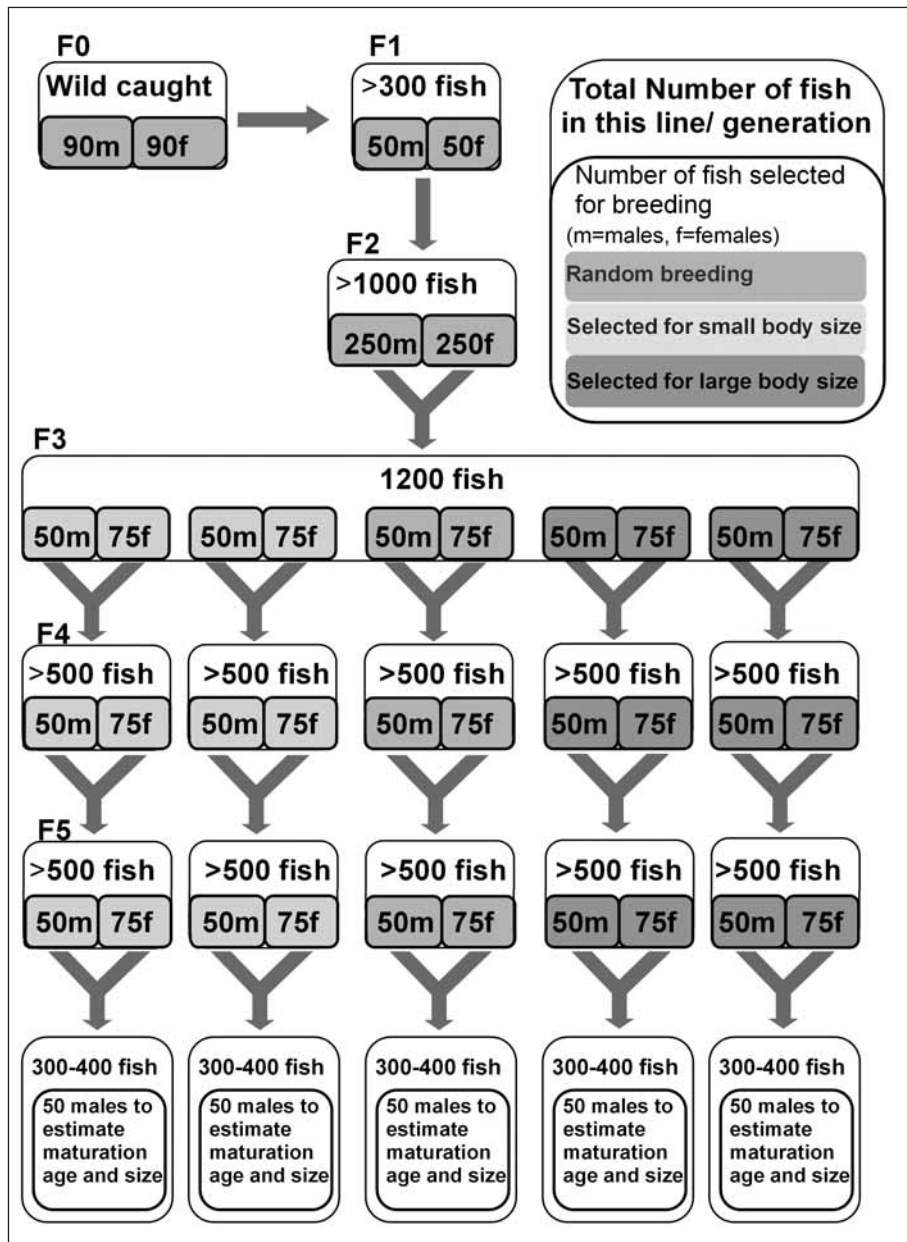 F0
Wild caught
90m 90f
F1
>300 fish
50m 50f
Total Number of fish
in this line/ generation
Number of fish selected
for breeding
(m=males, f=females)
Random breeding
Selected for small body size
Selected for large body size
F2
>1000 fish
250m 250f
F3
1200 fish
50m 75f 50m 75f 50m 75f 50m 75f 50m 75f
F4
>500 fish >500 fish >500 fish >500 fish >500 fish
50m 75f 50m 75f 50m 75f 50m 75f 50m 75f
F5
>500 fish >500 fish >500 fish >500 fish >500 fish
50m 75f 50m 75f 50m 75f 50m 75f 50m 75f
300-400 fish
50 males to
estimate
maturation
age and size
300-400 fish
50 males to
estimate
maturation
age and size
300-400 fish
50 males to
estimate
maturation
age and size
300-400 fish
50 males to
estimate
maturation
age and size
300-400 fish
50 males to
estimate
maturation
age and size